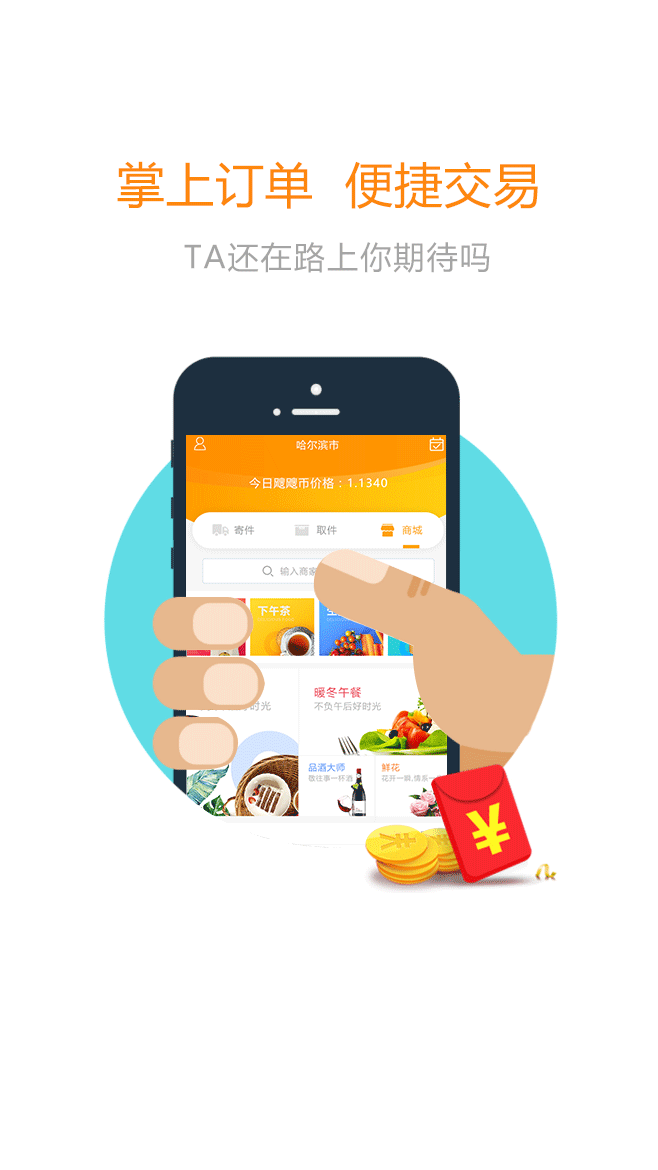 掌上订单 便捷交易
TA还在路上你期待吗
哈尔滨市
今日飕飕币价格：1.1340
寄件 取件 商城
输入商家
下午茶
暖冬午餐
不负午后好时光
时光
品酒大师
敬往事一杯酒
鲜花
花开一瞬,情系一
¥
¥